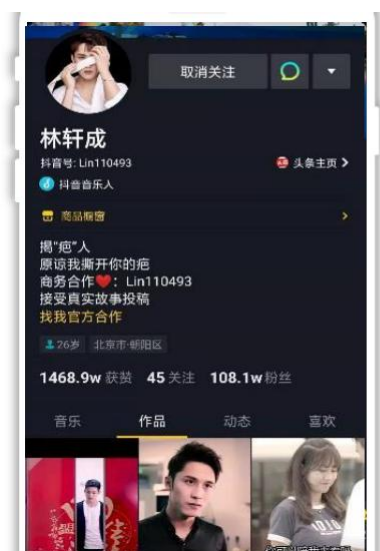 取消关注
林轩成
抖音号: Lin110493
头条主页
抖音音乐人
商品橱窗
揭"疤"人
原谅我撕开你的疤
商务合作❤️：Lin110493
接受真实故事投稿
找我官方合作
26岁 北京市·朝阳区
1468.9w 获赞 45 关注 108.1w 粉丝
音乐 作品 动态 喜欢